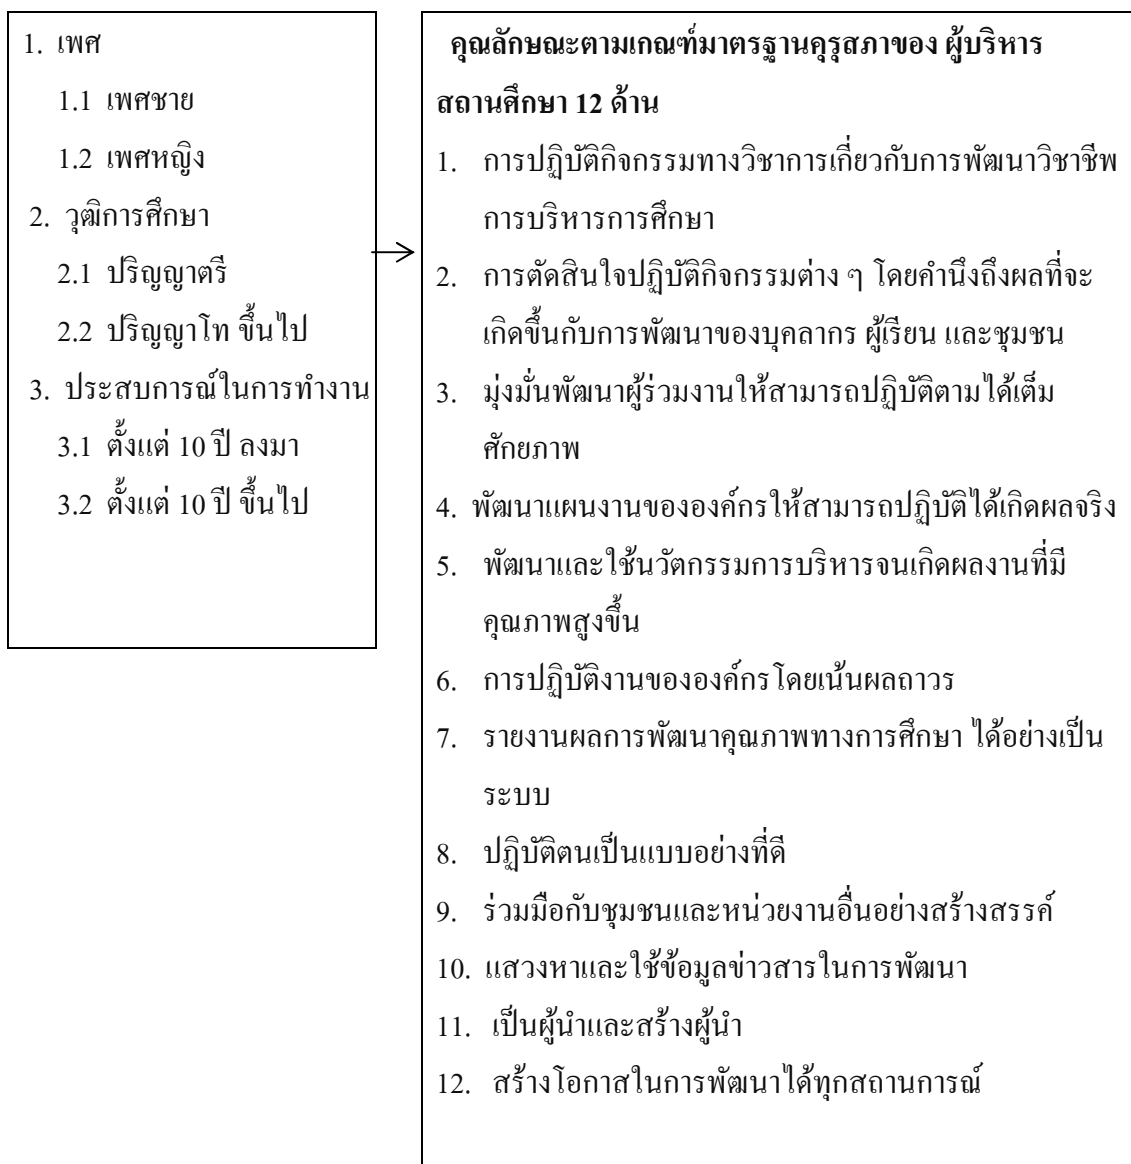 1. เพศ
1.1 เพศชาย
1.2 เพศหญิง
2. วุฒิการศึกษา
2.1 ปริญญาตรี
2.2 ปริญญาโท ขึ้นไป
3. ประสบการณ์ในการทำงาน
3.1 ตั้งแต่ 10 ปี ลงมา
3.2 ตั้งแต่ 10 ปี ขึ้นไป
คุณลักษณะตามเกณฑ์มาตรฐานคุรุสภาของ ผู้บริหาร
สถานศึกษา 12 ด้าน
1. การปฏิบัติกิจกรรมทางวิชาการเกี่ยวกับการพัฒนาวิชาชีพ
การบริหารการศึกษา
2. การตัดสินใจปฏิบัติกิจกรรมต่าง ๆ โดยคำนึงถึงผลที่จะ
เกิดขึ้นกับการพัฒนาของบุคลากร ผู้เรียน และชุมชน
3. มุ่งมั่นพัฒนาผู้ร่วมงานให้สามารถปฏิบัติตามได้เต็ม
ศักยภาพ
4. พัฒนาแผนงานขององค์กรให้สามารถปฏิบัติได้เกิดผลจริง
5. พัฒนาและใช้นวัตกรรมการบริหารจนเกิดผลงานที่มี
คุณภาพสูงขึ้น
6. การปฏิบัติงานขององค์กรโดยเน้นผลถาวร
7. รายงานผลการพัฒนาคุณภาพทางการศึกษา ได้อย่างเป็น
ระบบ
8. ปฏิบัติตนเป็นแบบอย่างที่ดี
9. ร่วมมือกับชุมชนและหน่วยงานอื่นอย่างสร้างสรรค์
10. แสวงหาและใช้ข้อมูลข่าวสารในการพัฒนา
11. เป็นผู้นำและสร้างผู้นำ
12. สร้างโอกาสในการพัฒนาได้ทุกสถานการณ์